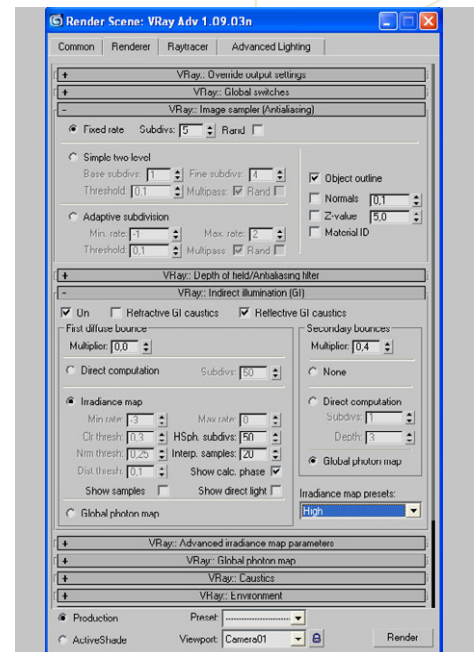 Render Scene: VRay Adv 1.09.03n
Common Renderer Raytracer Advanced Lighting
+ VRay:: Override output settings
+ VRay:: Global switches
- VRay:: Image sampler (Antialiasing)
Fixed rate Subdivs: 5 Rand
Simple two level
Base subdivs: 1 Fine subdivs: 4
Threshold: 0,1 Multipass: Rand
Adaptive subdivision
Min. rate: -1 Max. rate: 2
Threshold: 0,1 Multipass Rand
Object outline
Normals 0,1
Z-value 5,0
Material ID
+ VRay:: Depth of field/Antialiasing filter
- VRay:: Indirect illumination (GI)
On Refractive GI caustics Reflective GI caustics
First diffuse bounce
Multiplier: 0,0
Direct computation Subdivs: 50
Irradiance map
Min rate: -3 Max rate: 0
Clr thresh: 0,3 HSph. subdivs: 50
Nrm thresh: 0,25 Interp. samples: 20
Dist thresh: 0,1 Show calc. phase
Show samples Show direct light
Global photon map
Secondary bounces
Multiplier: 0,4
None
Direct computation
Subdivs: 1
Depth: 3
Global photon map
Irradiance map presets:
High
+ VRay:: Advanced irradiance map parameters
+ VRay:: Global photon map
+ VRay:: Caustics
+ VRay:: Environment
Production Preset: --------------------
ActiveShade Viewport: Camera01 Render